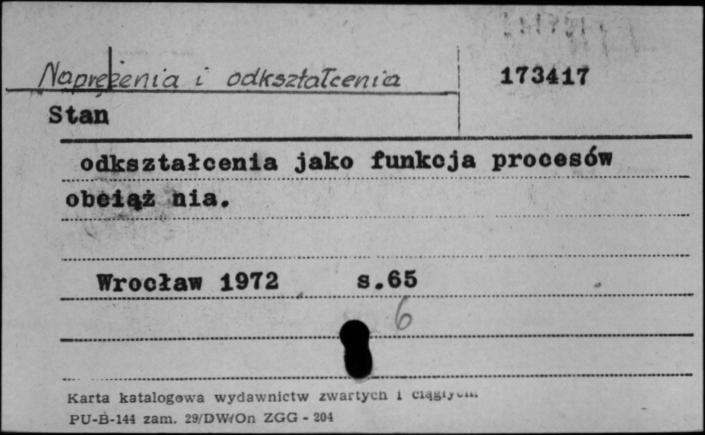 Naprężenia i odkształcenia 173417
Stan
odkształcenia jako funkcja procesów
obciąż nia.
Wrocław 1972 s.65
6
Karta katalogowa wydawnictw zwartych i ciągłych.
PU-B-144 zam. 29/DW/On ZGG - 204